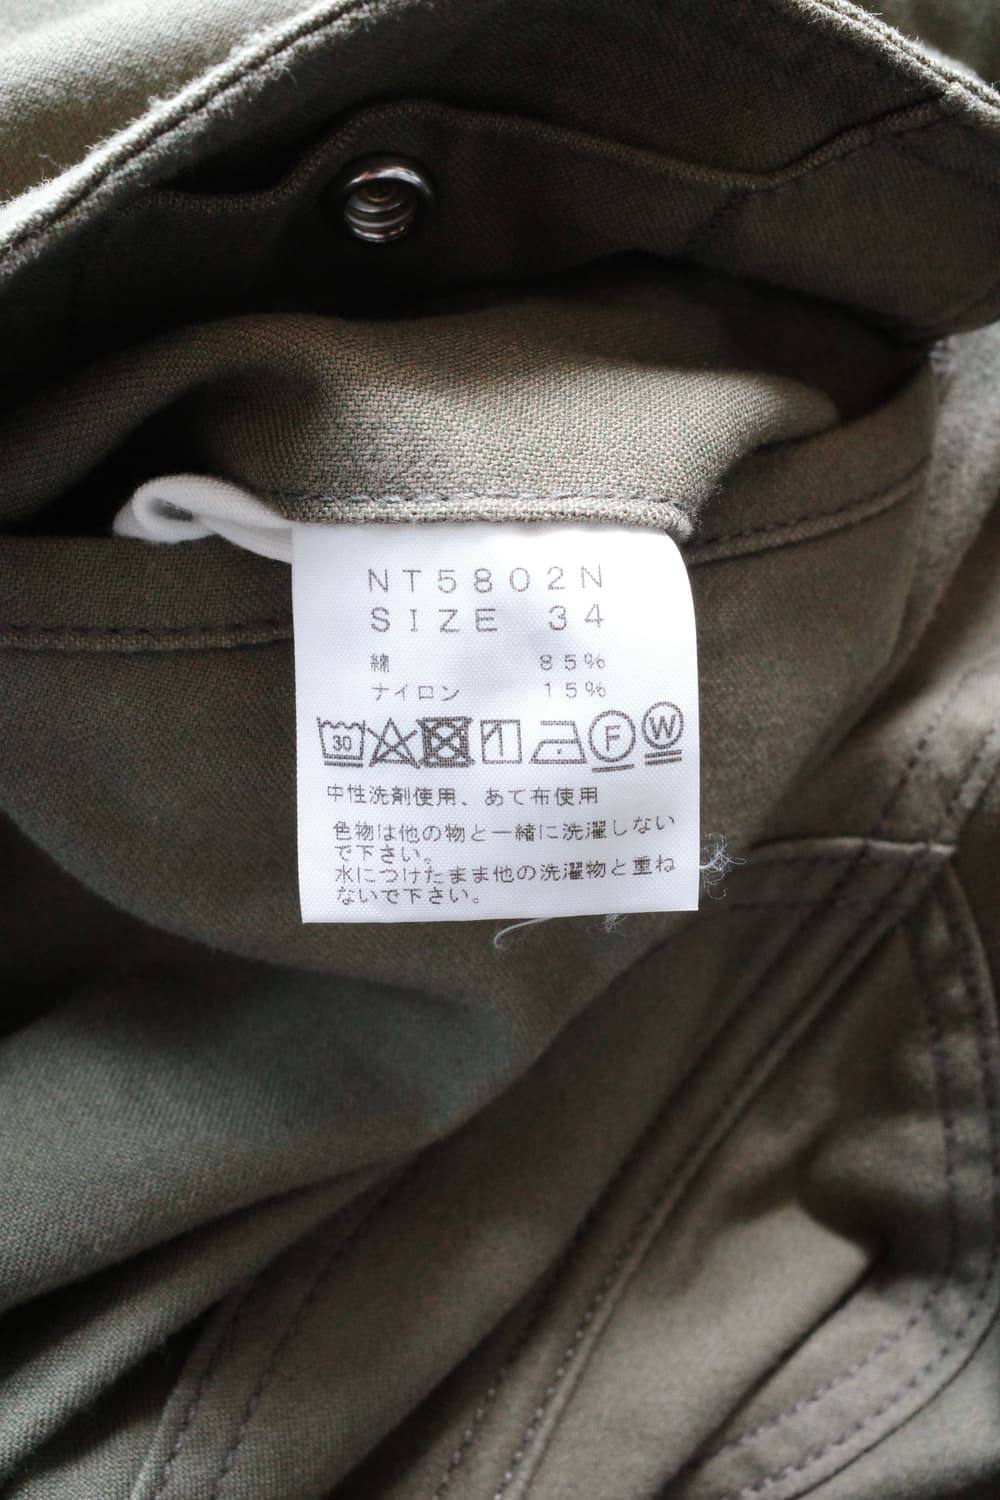 NT5802N
SIZE 34
綿 85%
ナイロン 15%
30 F W
中性洗剤使用、あて布使用
色物は他の物と一緒に洗濯しない
で下さい。
水につけたまま他の洗濯物と重ね
ないで下さい。